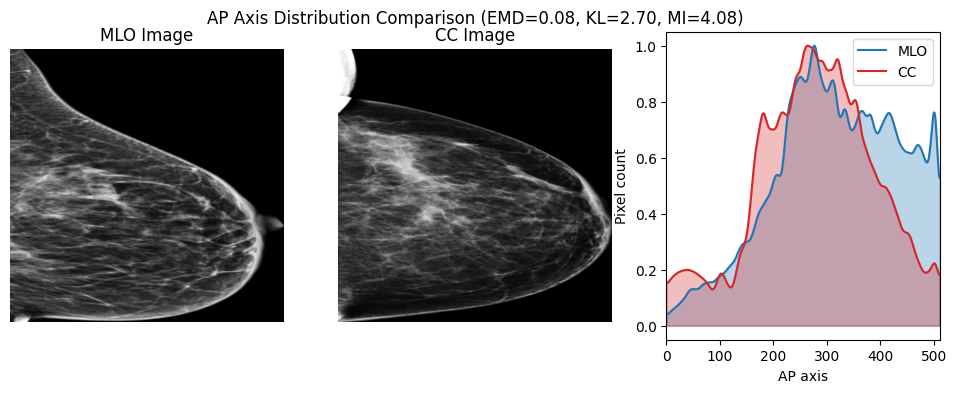 AP Axis Distribution Comparison (EMD=0.08, KL=2.70, MI=4.08)
MLO Image
CC Image
MLO
CC
Pixel count
1.0
0.8
0.6
0.4
0.2
0.0
0 100 200 300 400 500
AP axis